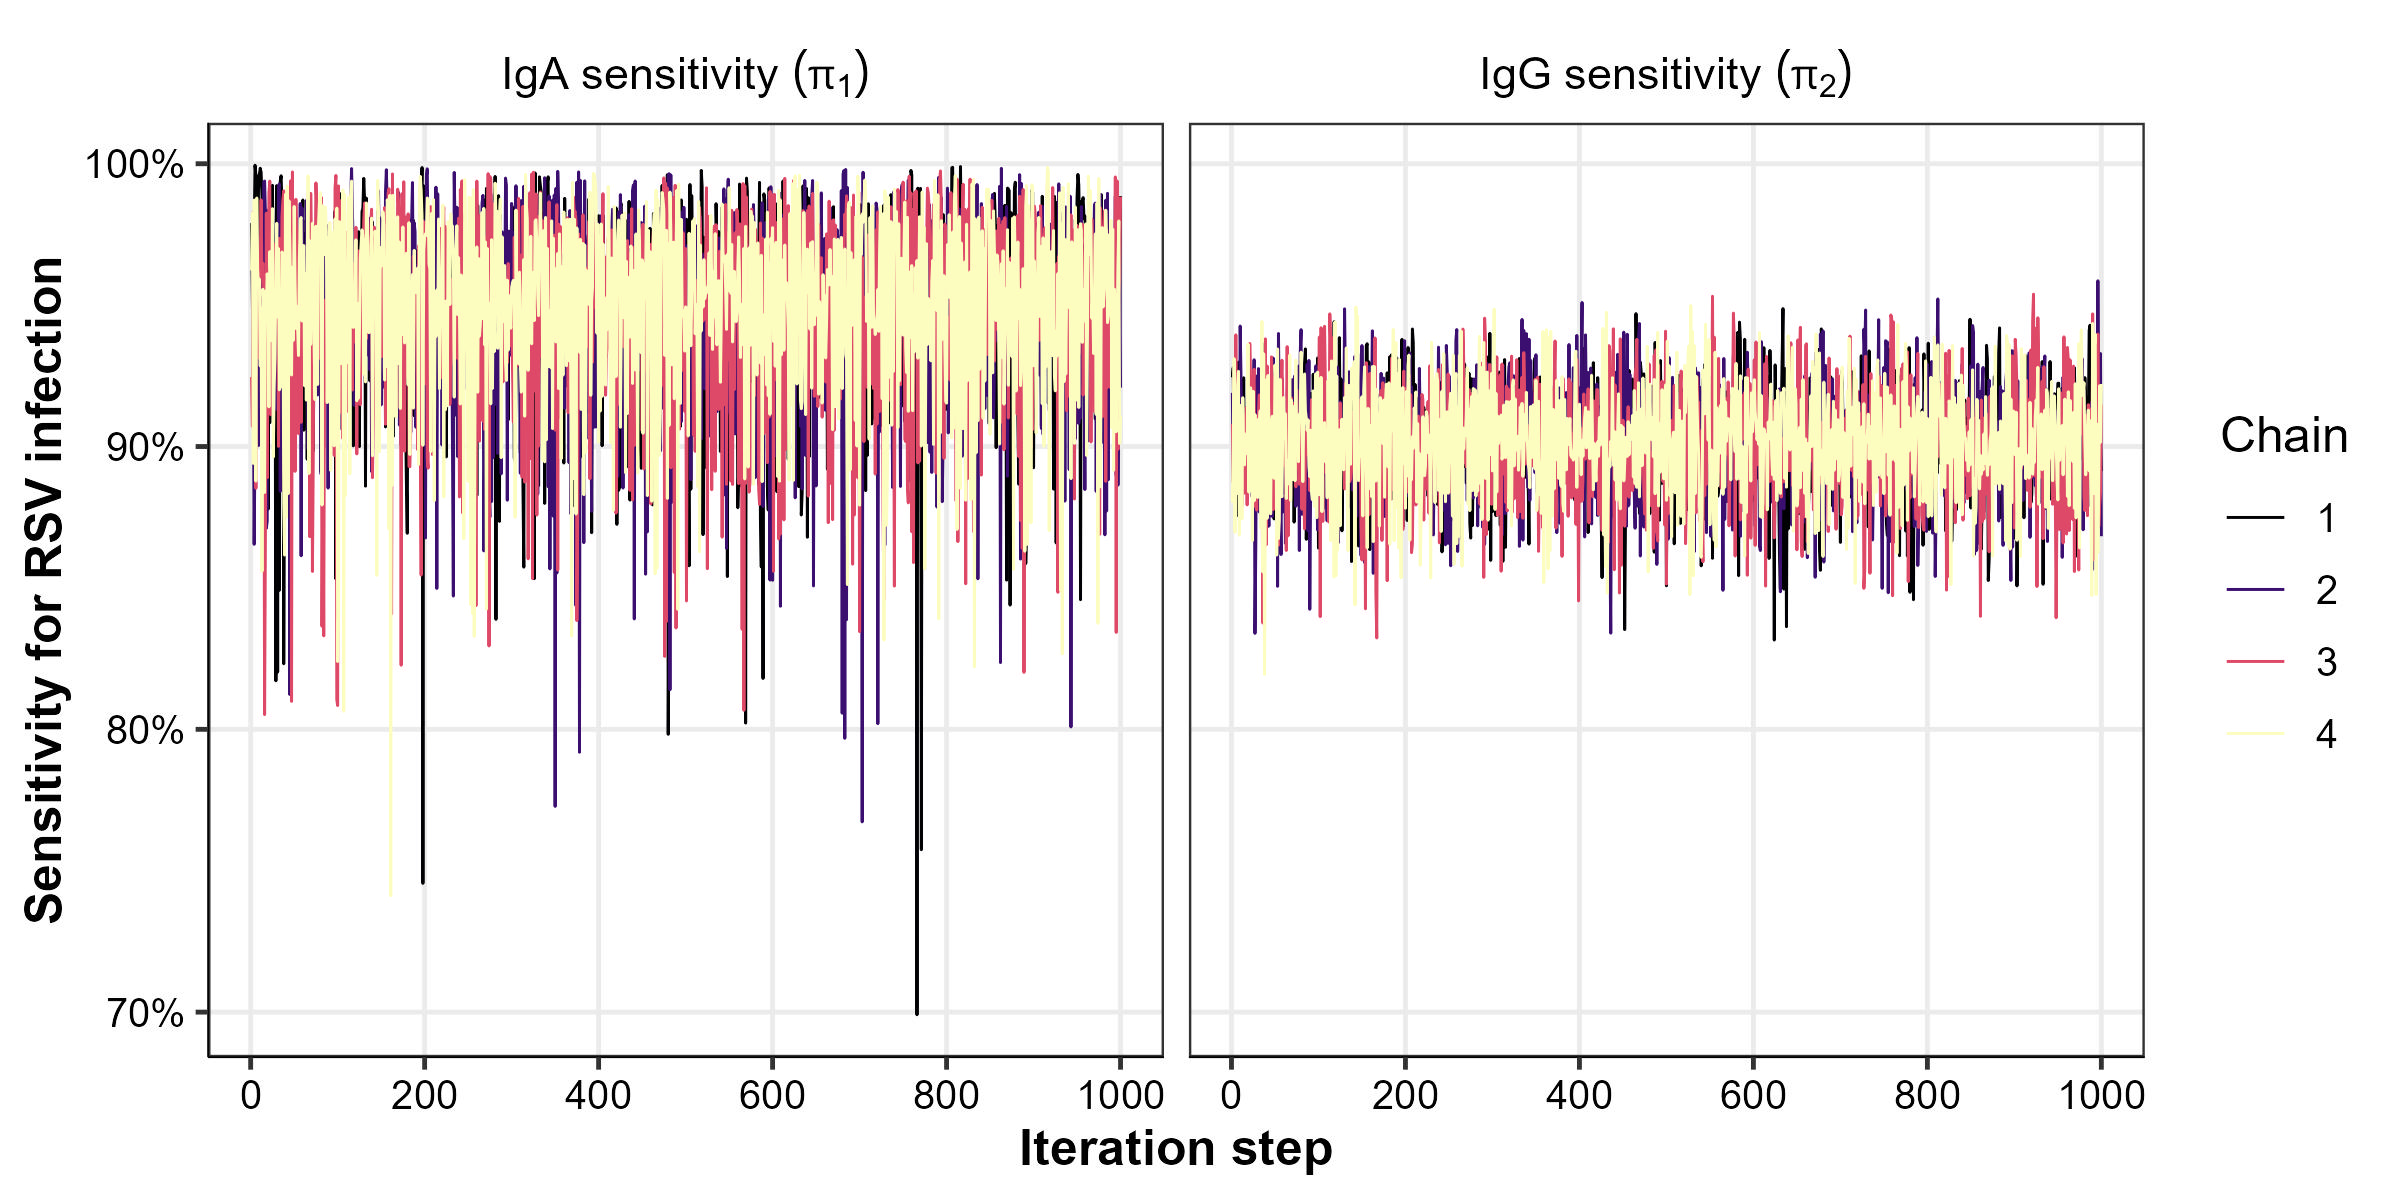 IgA sensitivity (π₁)
IgG sensitivity (π₂)
Sensitivity for RSV infection
100%
90%
80%
70%
0 200 400 600 800 1000
0 200 400 600 800 1000
Iteration step
Chain
1
2
3
4